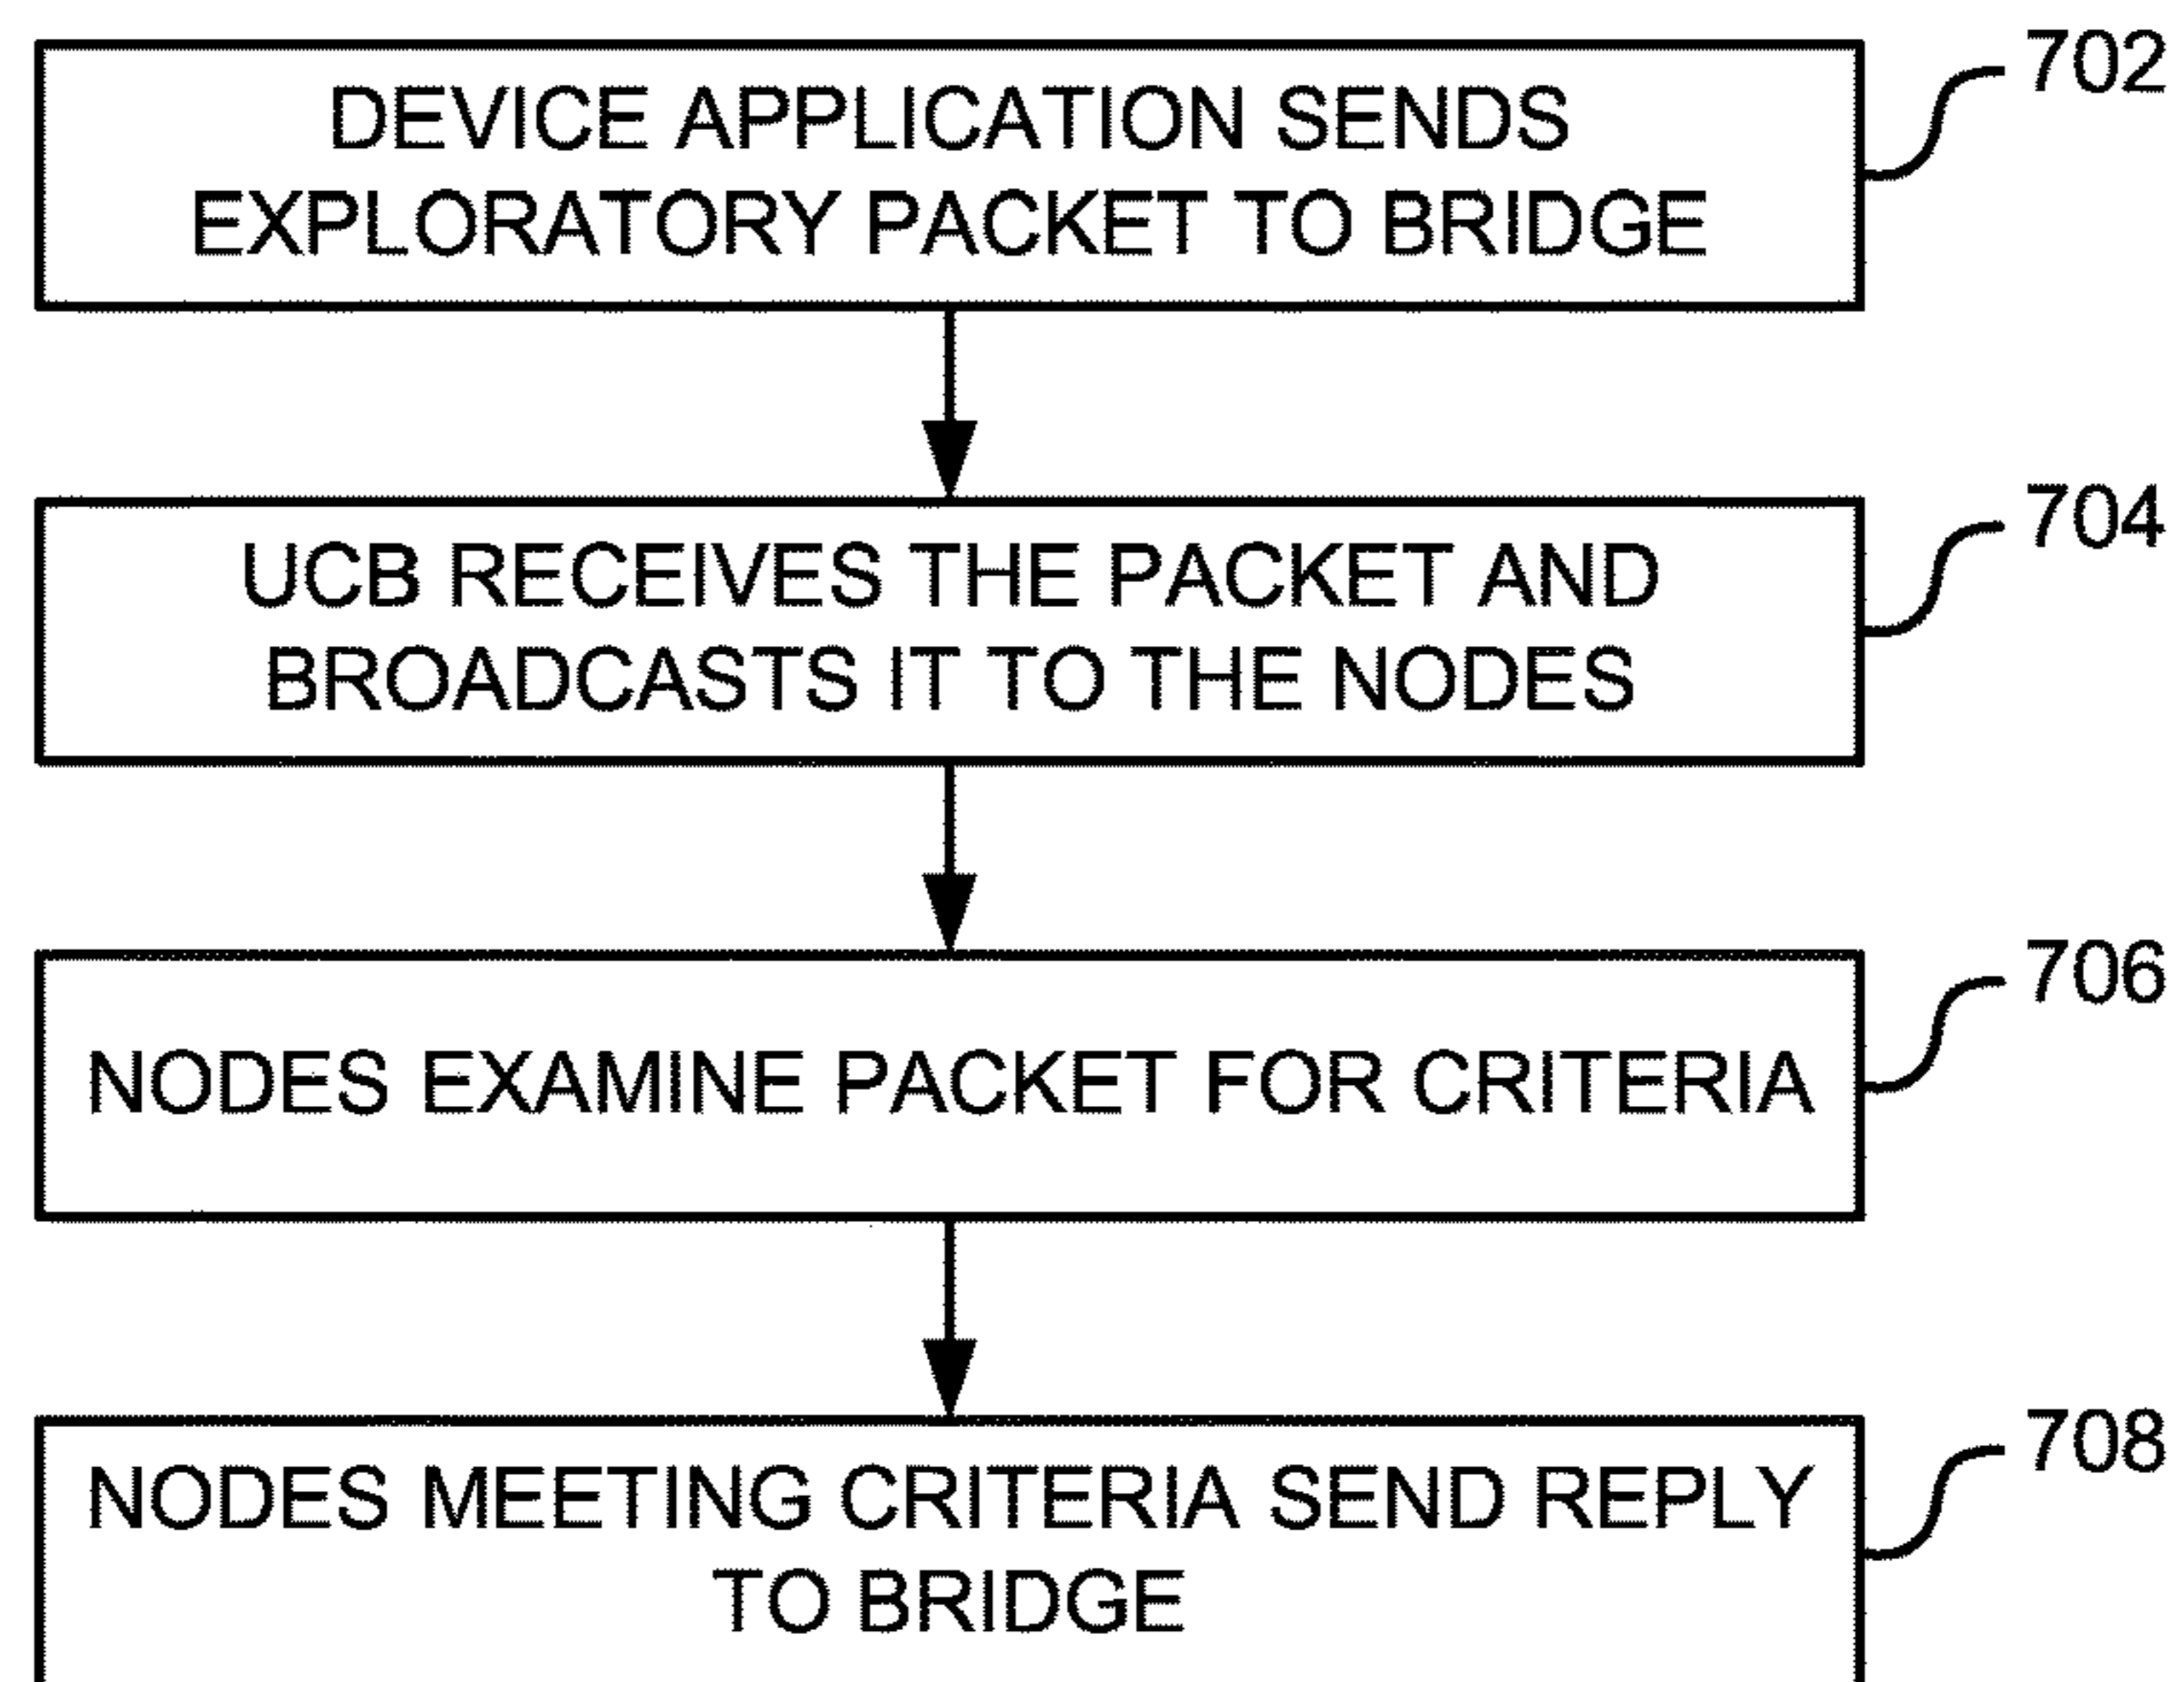 DEVICE APPLICATION SENDS
EXPLORATORY PACKET TO BRIDGE
702
UCB RECEIVES THE PACKET AND
BROADCASTS IT TO THE NODES
704
NODES EXAMINE PACKET FOR CRITERIA
706
NODES MEETING CRITERIA SEND REPLY
TO BRIDGE
708